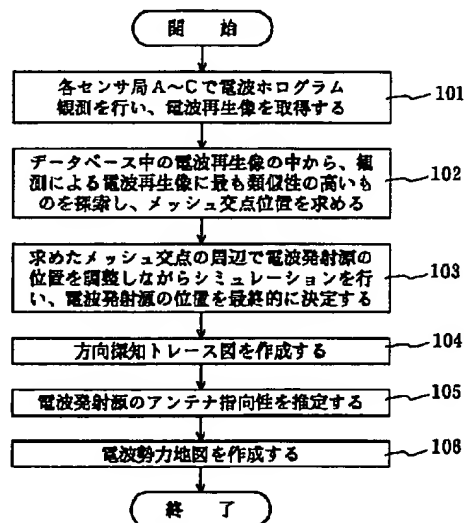 開 始
各センサ局A～Cで電波ホログラム
観測を行い、電波再生像を取得する
101
データベース中の電波再生像の中から、観
測による電波再生像に最も類似性の高いも
のを探索し、メッシュ交点位置を求める
102
求めたメッシュ交点の周辺で電波発射源の
位置を調整しながらシミュレーションを行
い、電波発射源の位置を最終的に決定する
103
方向探知トレース図を作成する
104
電波発射源のアンテナ指向性を推定する
105
電波勢力地図を作成する
106
終 了